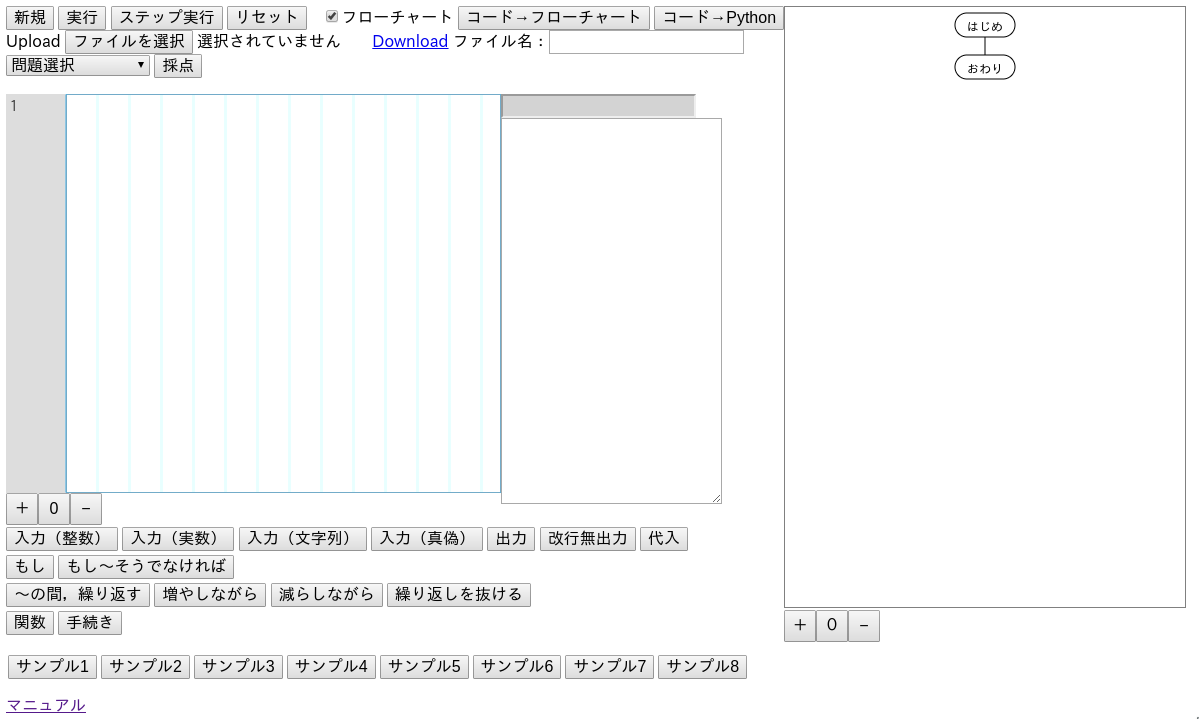 新規 実行 ステップ実行 リセット フローチャート コード→フローチャート コード→Python
Upload ファイルを選択 選択されていません Download ファイル名：
問題選択 採点
1
＋ 0 −
入力（整数） 入力（実数） 入力（文字列） 入力（真偽） 出力 改行無出力 代入
もし もし〜そうでなければ
〜の間，繰り返す 増やしながら 減らしながら 繰り返しを抜ける
関数 手続き
サンプル1 サンプル2 サンプル3 サンプル4 サンプル5 サンプル6 サンプル7 サンプル8
マニュアル
はじめ
おわり
＋ 0 −